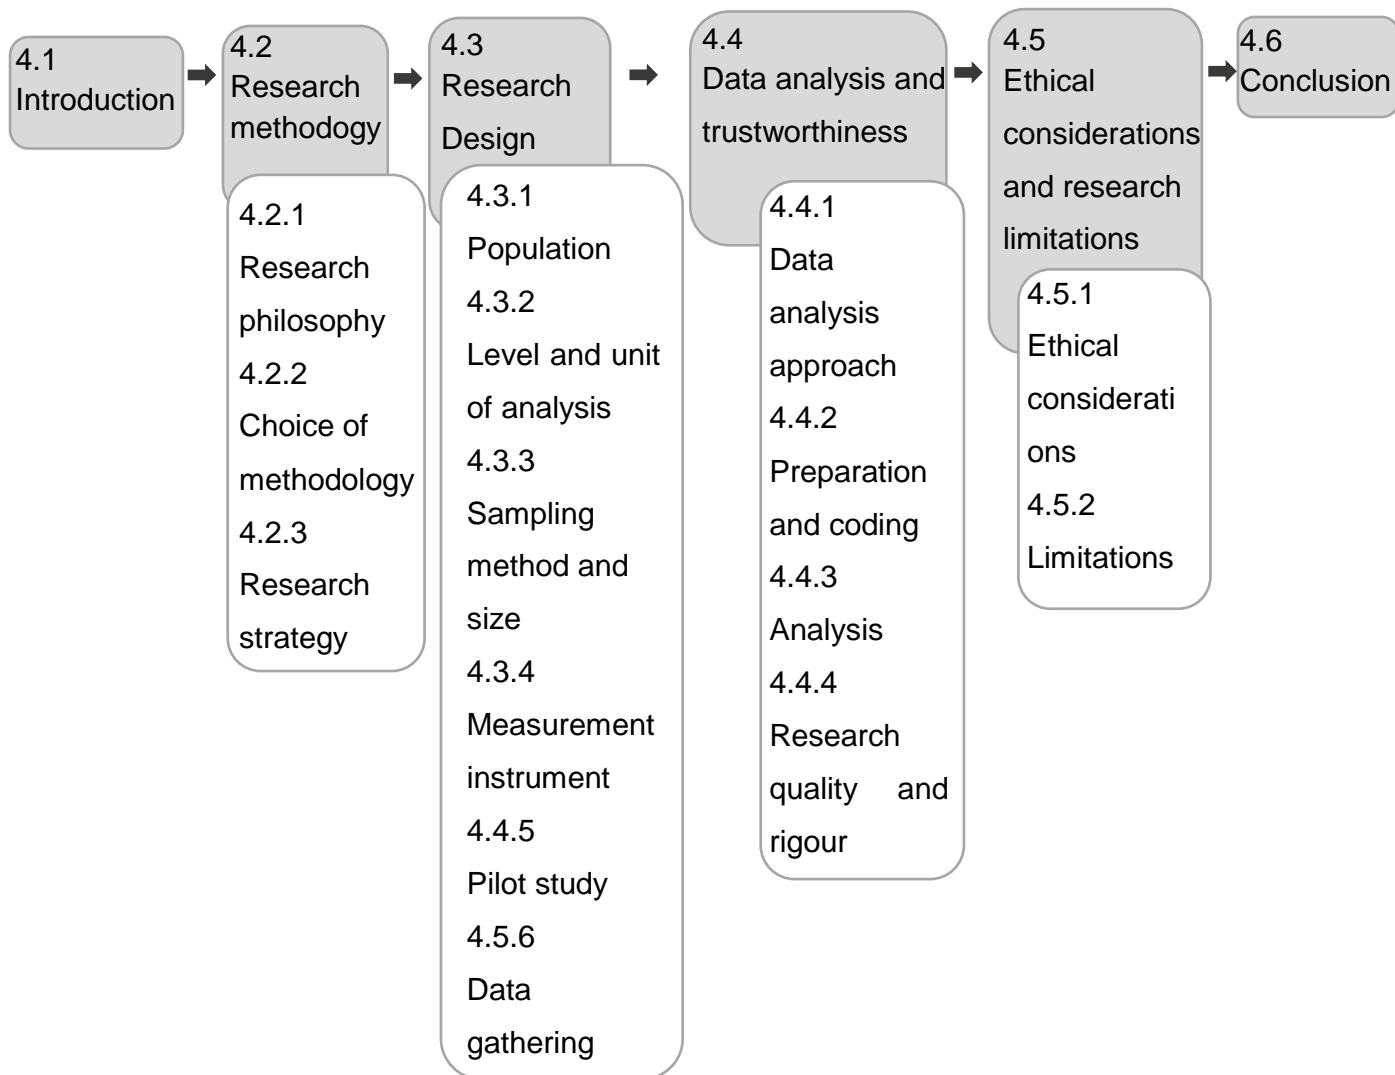 4.1
Introduction
4.2
Research
methodogy
4.2.1
Research
philosophy
4.2.2
Choice of
methodology
4.2.3
Research
strategy
4.3
Research
Design
4.3.1
Population
4.3.2
Level and unit
of analysis
4.3.3
Sampling
method and
size
4.3.4
Measurement
instrument
4.4.5
Pilot study
4.5.6
Data
gathering
4.4
Data analysis and
trustworthiness
4.4.1
Data
analysis
approach
4.4.2
Preparation
and coding
4.4.3
Analysis
4.4.4
Research
quality and
rigour
4.5
Ethical
considerations
and research
limitations
4.5.1
Ethical
considerati
ons
4.5.2
Limitations
4.6
Conclusion